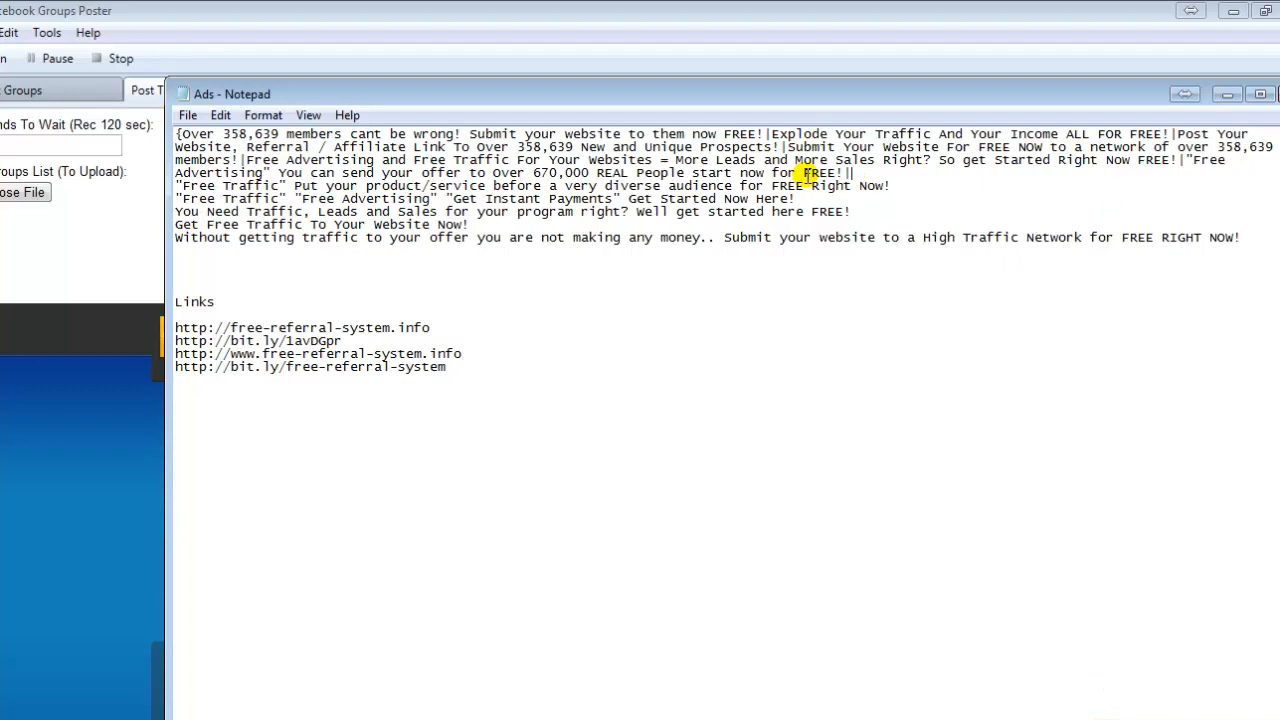 cebook Groups Poster
Edit Tools Help
n Pause Stop
Groups Post T
nds To Wait (Rec 120 sec):
roups List (To Upload):
ose File
Ads - Notepad
File Edit Format View Help
{Over 358,639 members cant be wrong! Submit your website to them now FREE!|Explode Your Traffic And Your Income ALL FOR FREE!|Post Your
Website, Referral / Affiliate Link To Over 358,639 New and Unique Prospects!|Submit Your Website For FREE NOW to a network of over 358,639
members!|Free Advertising and Free Traffic For Your Websites = More Leads and More Sales Right? So get Started Right Now FREE!|"Free
Advertising" You can send your offer to Over 670,000 REAL People start now for FREE!||
"Free Traffic" Put your product/service before a very diverse audience for FREE Right Now!
"Free Traffic" "Free Advertising" "Get Instant Payments" Get Started Now Here!
You Need Traffic, Leads and Sales for your program right? Well get started here FREE!
Get Free Traffic To Your Website Now!
Without getting traffic to your offer you are not making any money.. Submit your website to a High Traffic Network for FREE RIGHT NOW!
Links
http://free-referral-system.info
http://bit.ly/1avDGpr
http://www.free-referral-system.info
http://bit.ly/free-referral-system